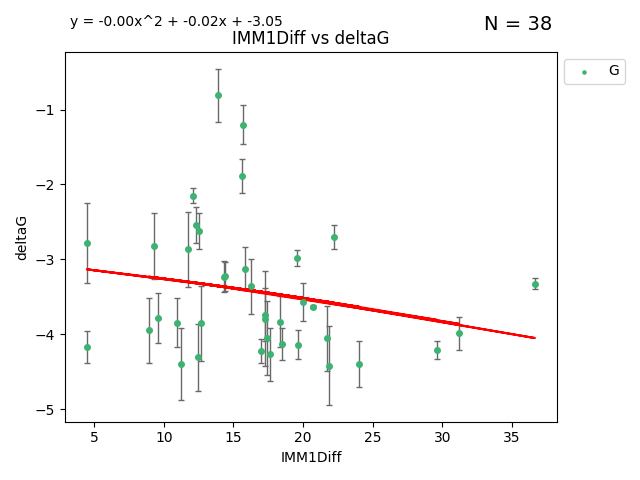 y = -0.00x^2 + -0.02x + -3.05
N = 38
IMM1Diff vs deltaG
G
deltaG
−1
−2
−3
−4
−5
5 10 15 20 25 30 35
IMM1Diff